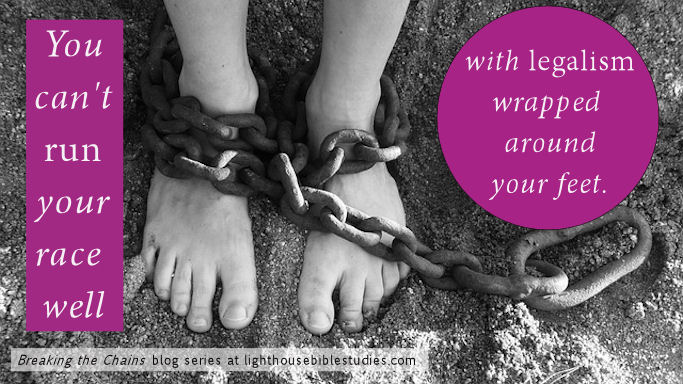 You
can't
run
your
race
well
with legalism
wrapped
around
your feet.
Breaking the Chains blog series at lighthousebiblestudies.com